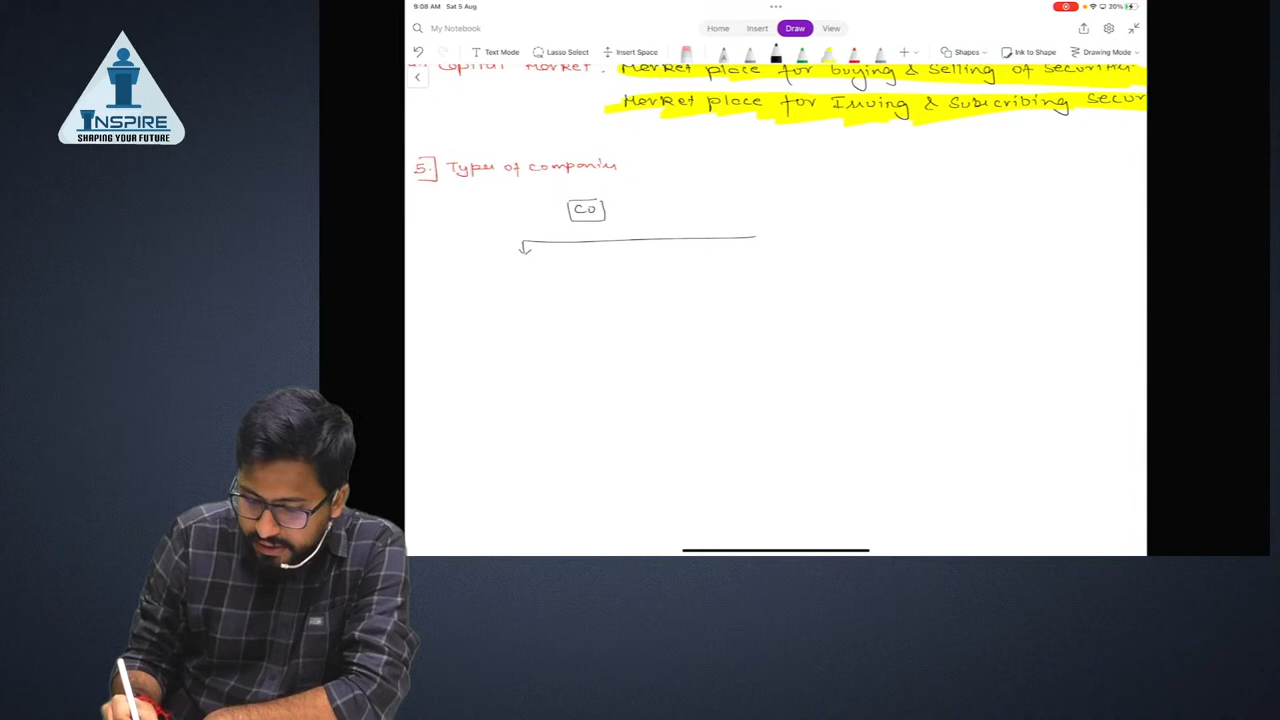 9:08 AM Sat 5 Aug
20%
My Notebook
Home Insert Draw View
Text Mode Lasso Select Insert Space Shapes Ink to Shape Drawing Mode
Capital Market : Market place for buying & selling of
Market place for Issuing & Subscribing
5. Types of companies
CO
INSPIRE
SHAPING YOUR FUTURE